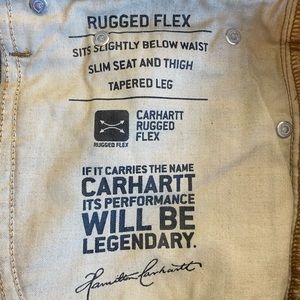 RUGGED FLEX
SITS SLIGHTLY BELOW WAIST
SLIM SEAT AND THIGH
TAPERED LEG
RUGGED FLEX
CARHARTT
RUGGED
FLEX
IF IT CARRIES THE NAME
CARHARTT
ITS PERFORMANCE
WILL BE
LEGENDARY.
Hamilton Carhartt